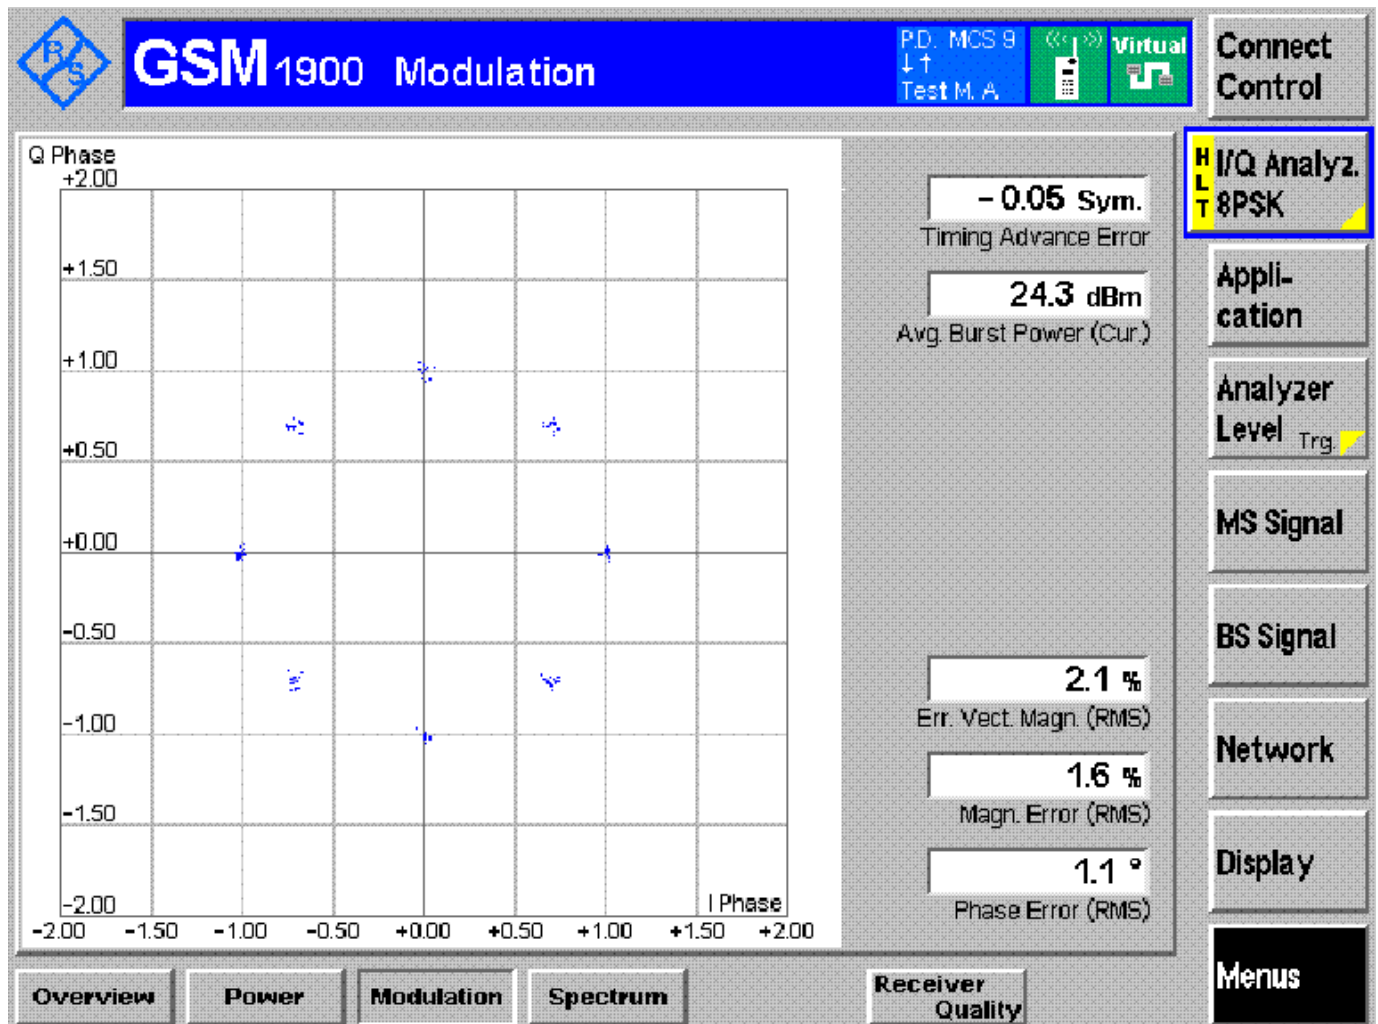 R/S
GSM 1900 Modulation
P.D. MCS 9
↓↑
Test M. A.
Virtual
Connect
Control
Q Phase
+2.00
+1.50
+1.00
+0.50
+0.00
-0.50
-1.00
-1.50
-2.00
I Phase
-2.00 -1.50 -1.00 -0.50 +0.00 +0.50 +1.00 +1.50 +2.00
- 0.05 Sym.
Timing Advance Error
24.3 dBm
Avg. Burst Power (Cur.)
2.1 %
Err. Vect. Magn. (RMS)
1.6 %
Magn. Error (RMS)
1.1 °
Phase Error (RMS)
HLT
I/Q Analyz.
8PSK
Appli-
cation
Analyzer
Level Trg.
MS Signal
BS Signal
Network
Display
Menus
Overview Power Modulation Spectrum
Receiver
Quality